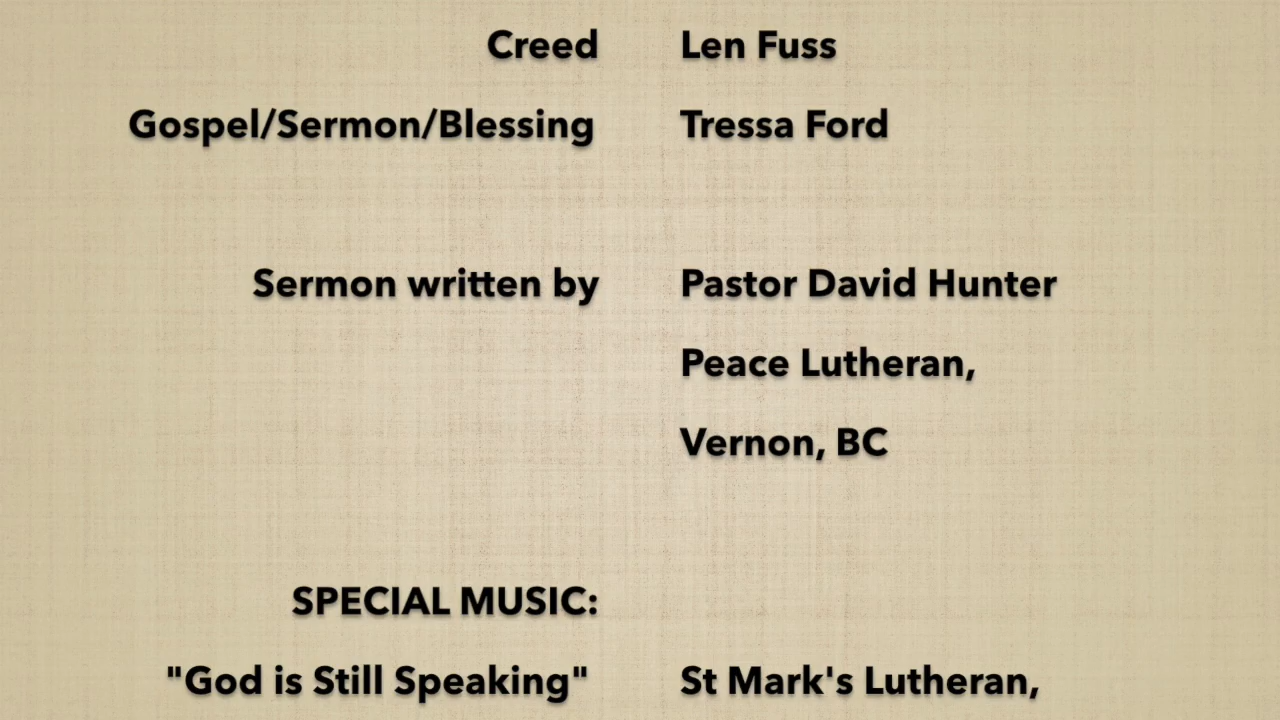 Creed Len Fuss
Gospel/Sermon/Blessing Tressa Ford
Sermon written by Pastor David Hunter
Peace Lutheran,
Vernon, BC
SPECIAL MUSIC:
"God is Still Speaking" St Mark's Lutheran,